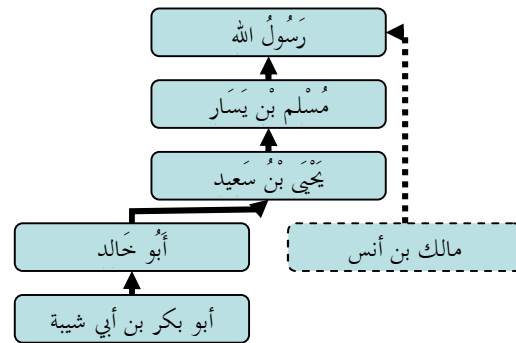 رَسُولُ الله
مُسْلِم بْن يَسَار
يَحْيَى بْنُ سَعِيد
أَبُو خَالِد
مالك بن أنس
أبو بكر بن أبي شيبة